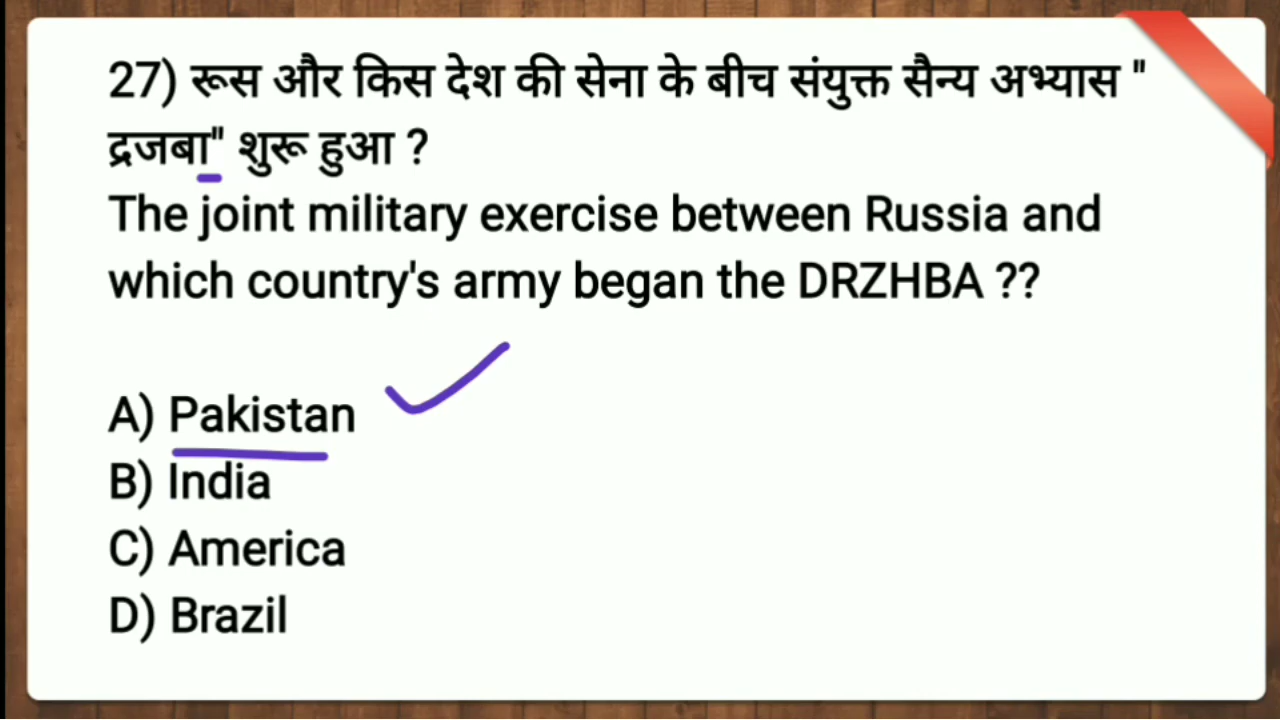 27) रूस और किस देश की सेना के बीच संयुक्त सैन्य अभ्यास "
द्रजबा" शुरू हुआ ?
The joint military exercise between Russia and
which country's army began the DRZHBA ??
A) Pakistan
B) India
C) America
D) Brazil